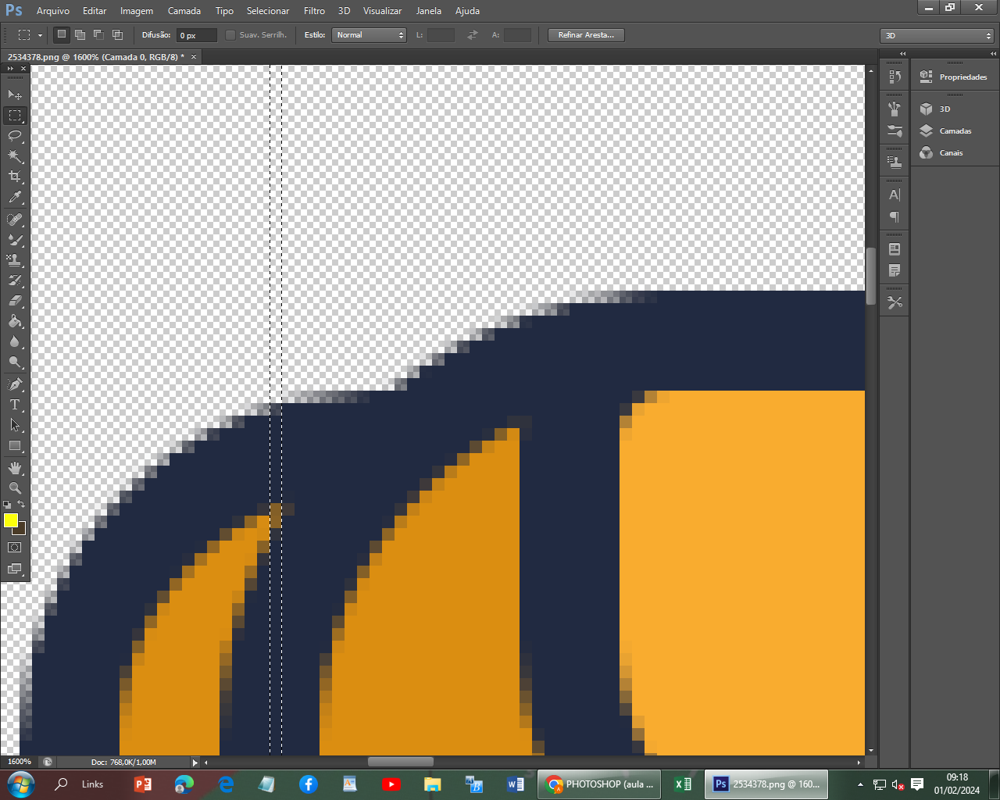 Ps Arquivo Editar Imagem Camada Tipo Selecionar Filtro 3D Visualizar Janela Ajuda
Difusão: 0 px Suav. Serrilh. Estilo: Normal L: A: Refinar Aresta... 3D
2534378.png @ 1600% (Camada 0, RGB/8) * ×
Propriedades
3D
Camadas
Canais
A
T
1600% Doc: 768,0K/1,00M
Links PHOTOSHOP (aula ... Ps 2534378.png @ 160... 09:18
01/02/2024